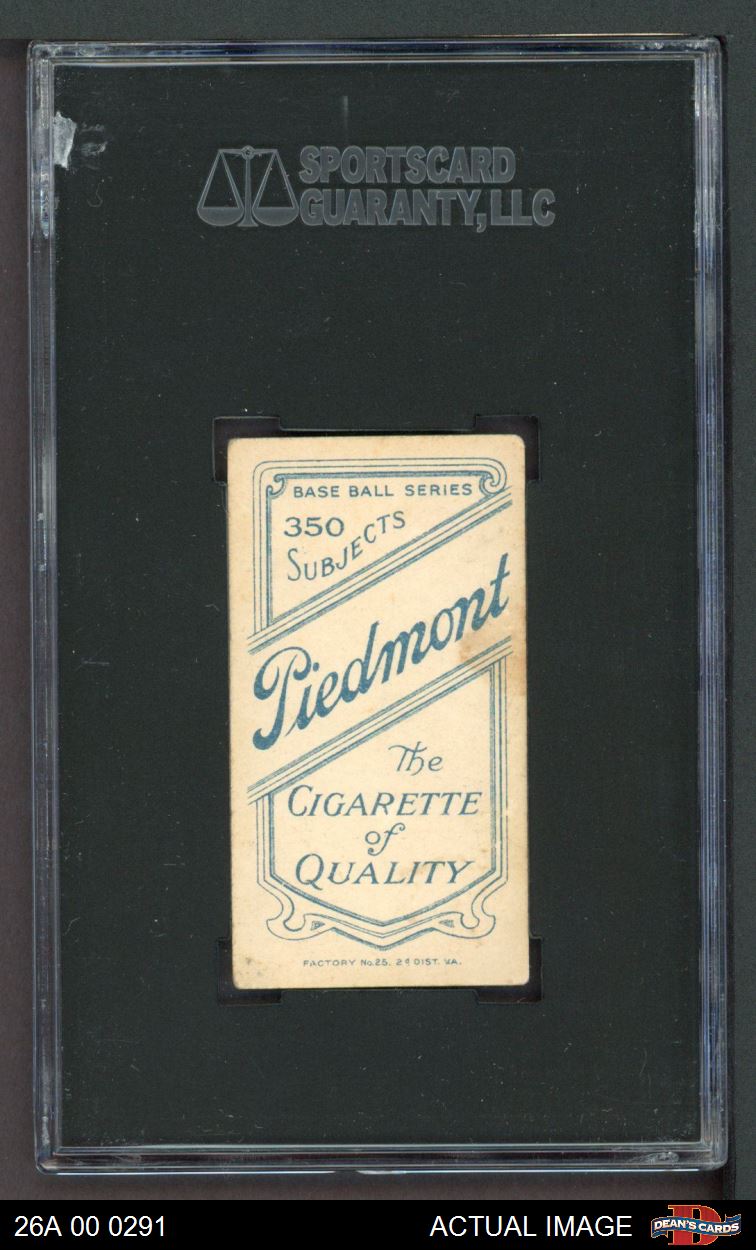 SPORTSCARD
GUARANTY, LLC
BASE BALL SERIES
350
SUBJECTS
Piedmont
The
CIGARETTE
of
QUALITY
FACTORY No.25. 2d DIST. VA.
26A 00 0291
ACTUAL IMAGE
D
DEAN'S CARDS